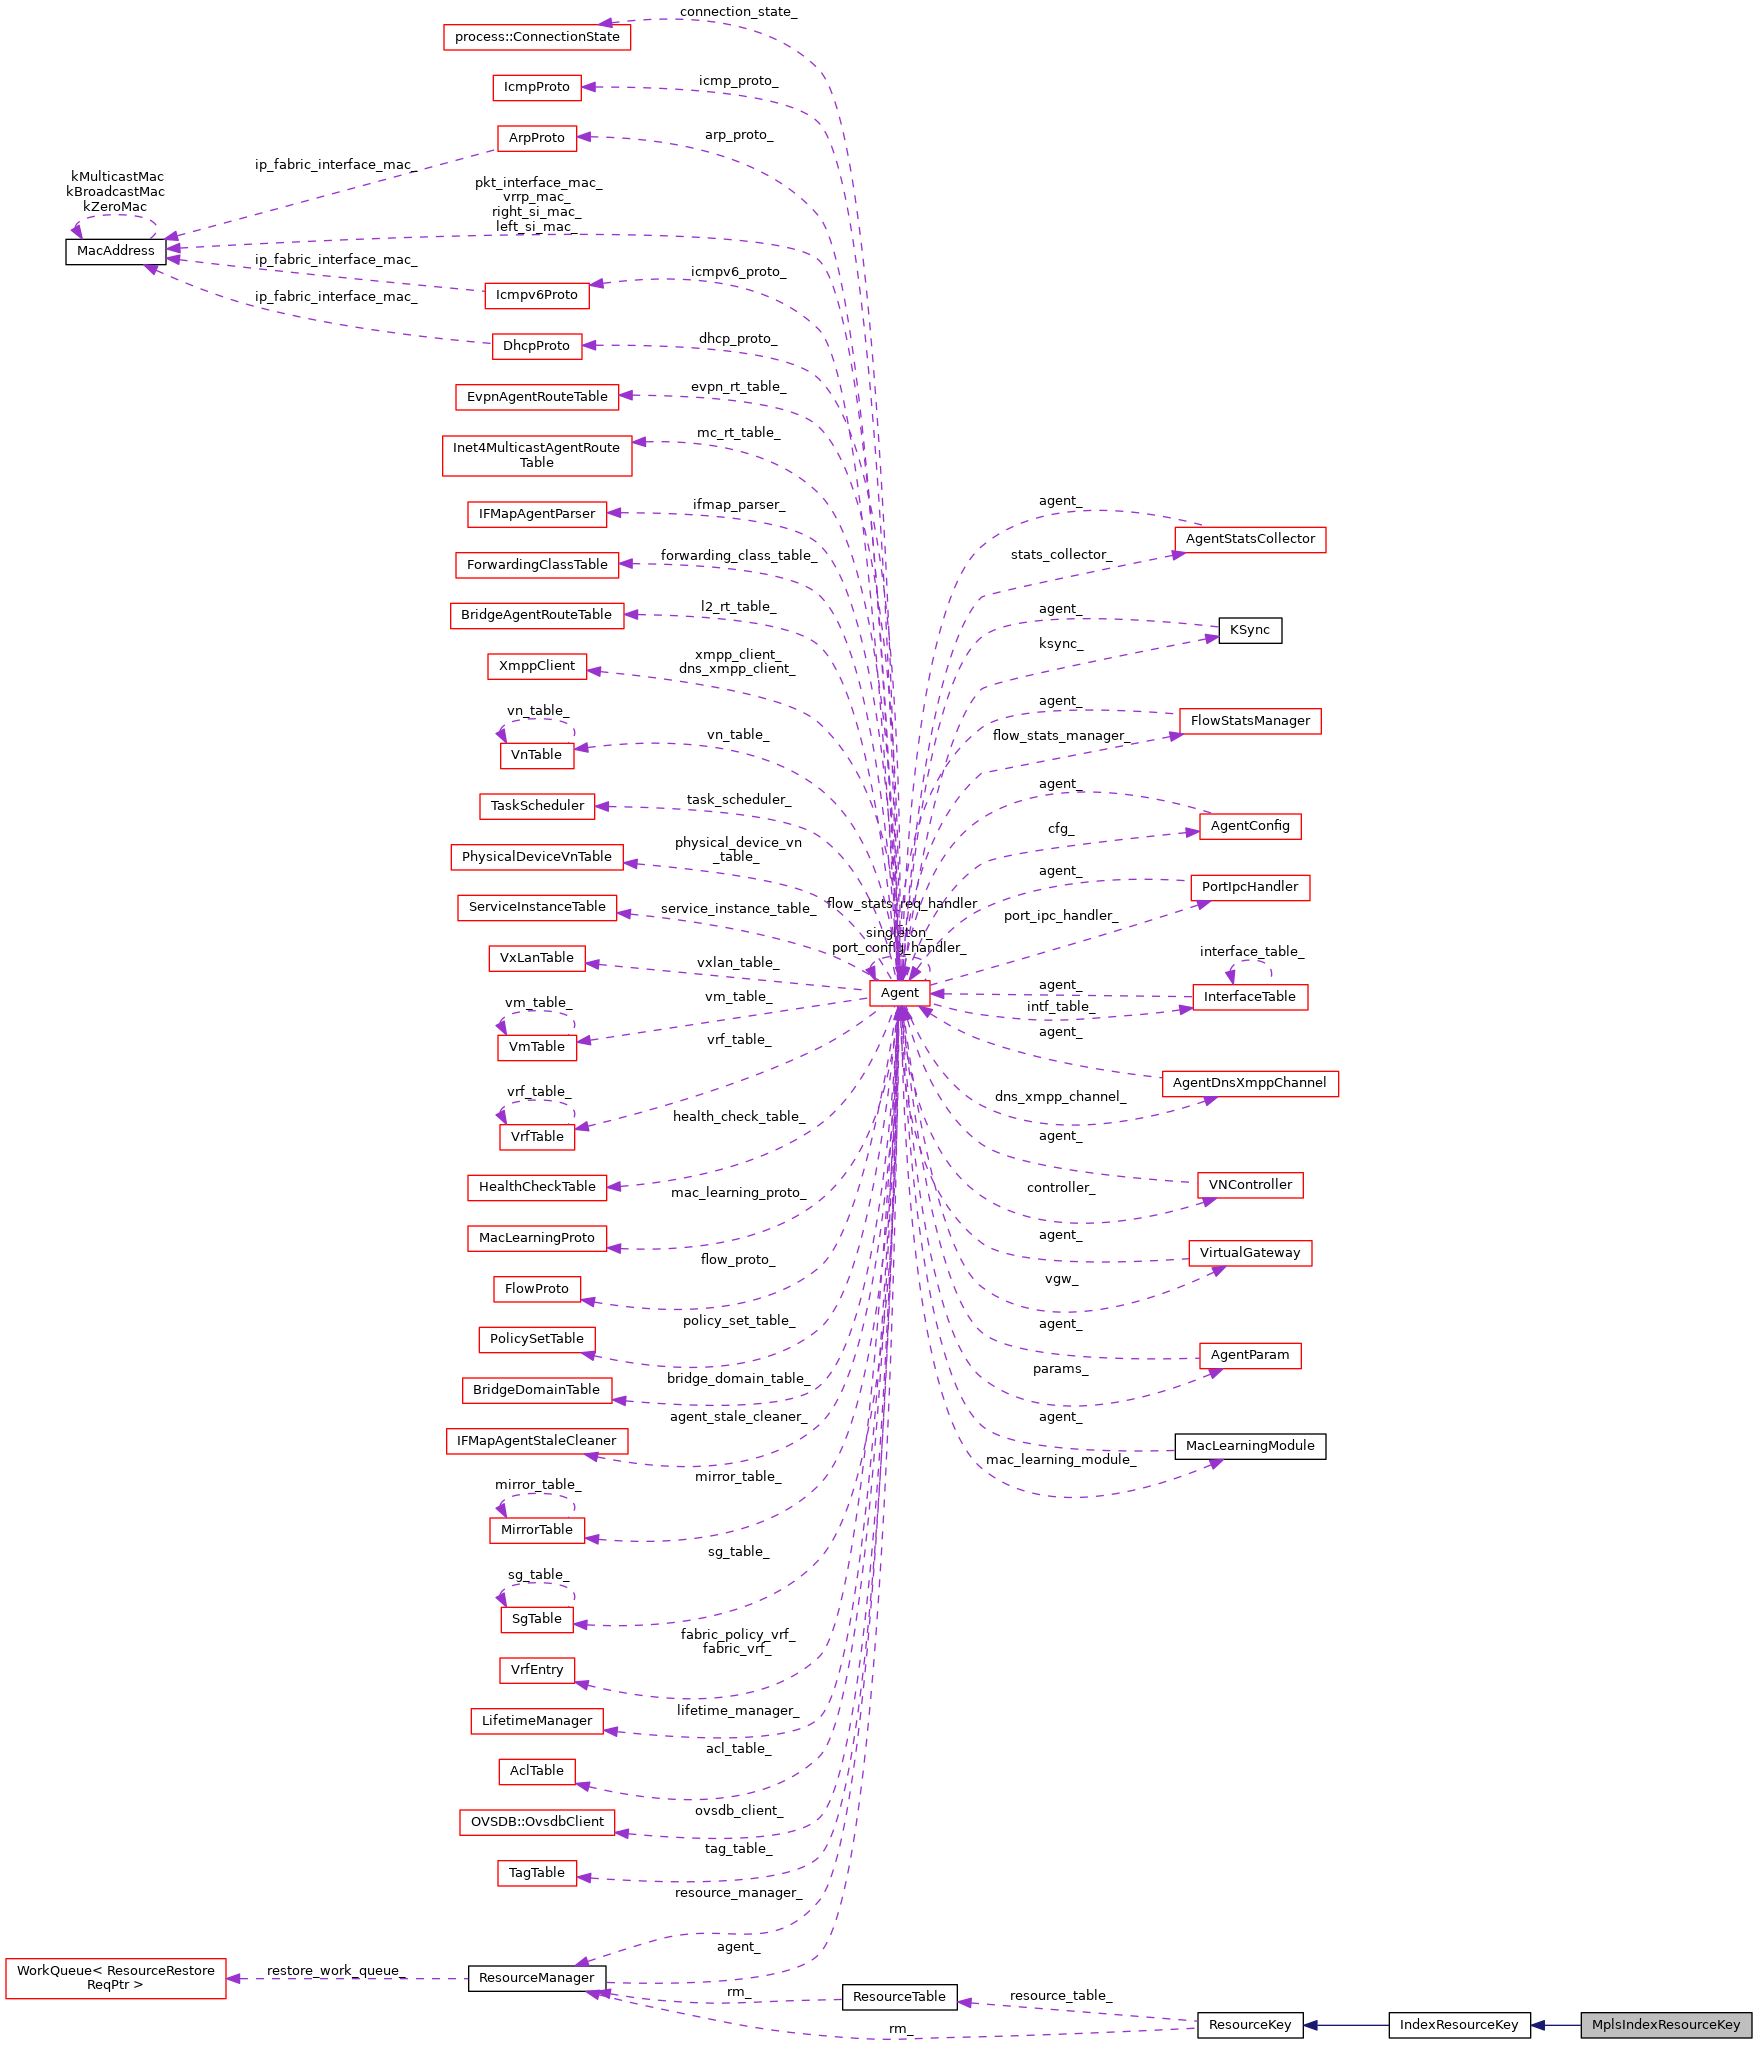 connection_state_
process::ConnectionState
icmp_proto_
IcmpProto
arp_proto_
ArpProto
ip_fabric_interface_mac_
kMulticastMac
kBroadcastMac
kZeroMac
pkt_interface_mac_
vrrp_mac_
right_si_mac_
left_si_mac_
MacAddress
ip_fabric_interface_mac_
icmpv6_proto_
Icmpv6Proto
ip_fabric_interface_mac_
dhcp_proto_
DhcpProto
evpn_rt_table_
EvpnAgentRouteTable
mc_rt_table_
Inet4MulticastAgentRoute
Table
ifmap_parser_
IFMapAgentParser
agent_
AgentStatsCollector
forwarding_class_table_
stats_collector_
ForwardingClassTable
l2_rt_table_
agent_
BridgeAgentRouteTable
KSync
ksync_
xmpp_client_
dns_xmpp_client_
XmppClient
agent_
vn_table_
FlowStatsManager
vn_table_
flow_stats_manager_
VnTable
agent_
task_scheduler_
TaskScheduler
cfg_
AgentConfig
physical_device_vn
_table_
PhysicalDeviceVnTable
agent_
PortIpcHandler
flow_stats_req_handler
_
service_instance_table_
ServiceInstanceTable
port_ipc_handler_
singleton_
port_config_handler_
interface_table_
VxLanTable
vxlan_table_
Agent
agent_
InterfaceTable
vm_table_
vm_table_
intf_table_
agent_
vrf_table_
VmTable
AgentDnsXmppChannel
vrf_table_
dns_xmpp_channel_
health_check_table_
VrfTable
agent_
HealthCheckTable
mac_learning_proto_
controller_
VNController
MacLearningProto
agent_
VirtualGateway
flow_proto_
vgw_
FlowProto
policy_set_table_
agent_
PolicySetTable
AgentParam
params_
bridge_domain_table_
BridgeDomainTable
agent_stale_cleaner_
agent_
IFMapAgentStaleCleaner
MacLearningModule
mac_learning_module_
mirror_table_
mirror_table_
MirrorTable
sg_table_
sg_table_
SgTable
fabric_policy_vrf_
fabric_vrf_
VrfEntry
lifetime_manager_
LifetimeManager
acl_table_
AclTable
ovsdb_client_
OVSDB::OvsdbClient
tag_table_
TagTable
resource_manager_
agent_
WorkQueue< ResourceRestore
ReqPtr >
restore_work_queue_
ResourceManager
rm_
ResourceTable
resource_table_
rm_
ResourceKey
IndexResourceKey
MplsIndexResourceKey